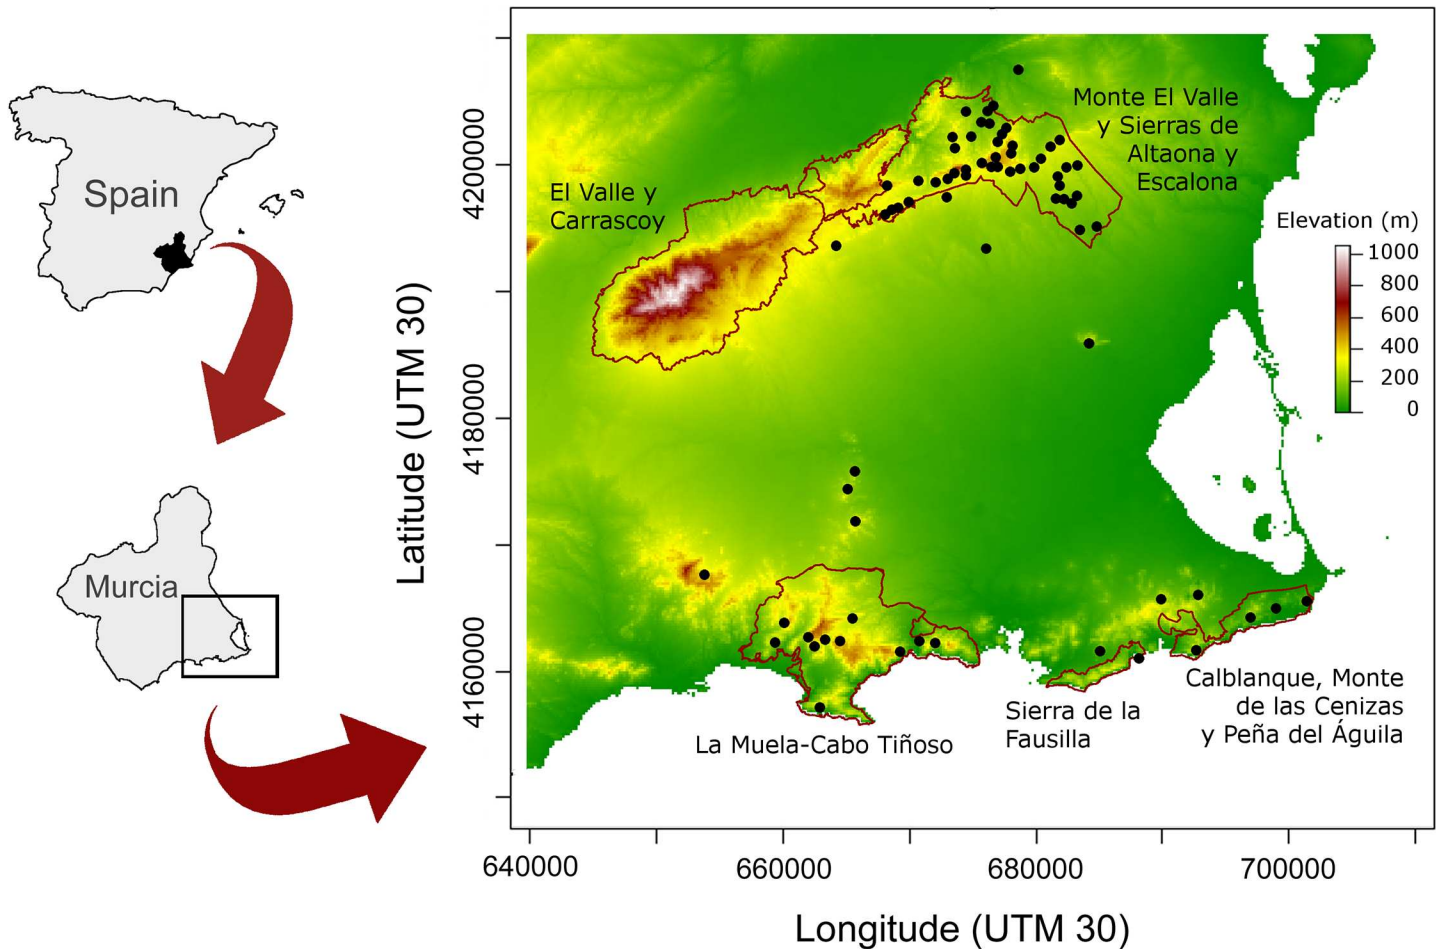 Spain
Murcia
Latitude (UTM 30)
4200000
4180000
4160000
El Valle y
Carrascoy
Monte El Valle
y Sierras de
Altaona y
Escalona
Elevation (m)
1000
800
600
400
200
0
La Muela-Cabo Tiñoso
Sierra de la
Fausilla
Calblanque, Monte
de las Cenizas
y Peña del Águila
640000
660000
680000
700000
Longitude (UTM 30)